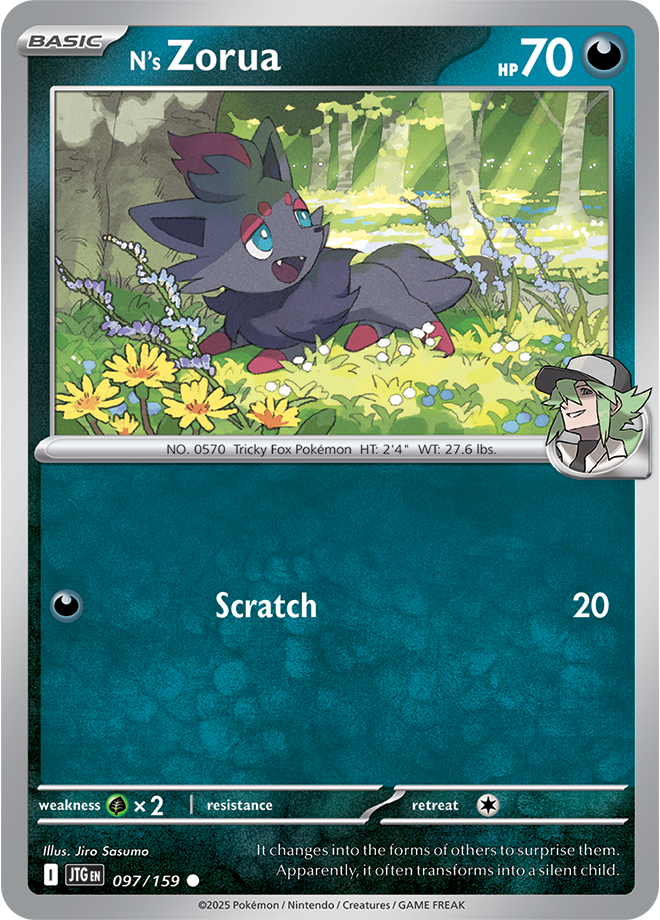 BASIC
N's Zorua
HP 70
NO. 0570 Tricky Fox Pokémon HT: 2'4" WT: 27.6 lbs.
Scratch 20
weakness × 2 resistance retreat
Illus. Jiro Sasumo
It changes into the forms of others to surprise them.
Apparently, it often transforms into a silent child.
I JTG EN 097/159
©2025 Pokémon / Nintendo / Creatures / GAME FREAK